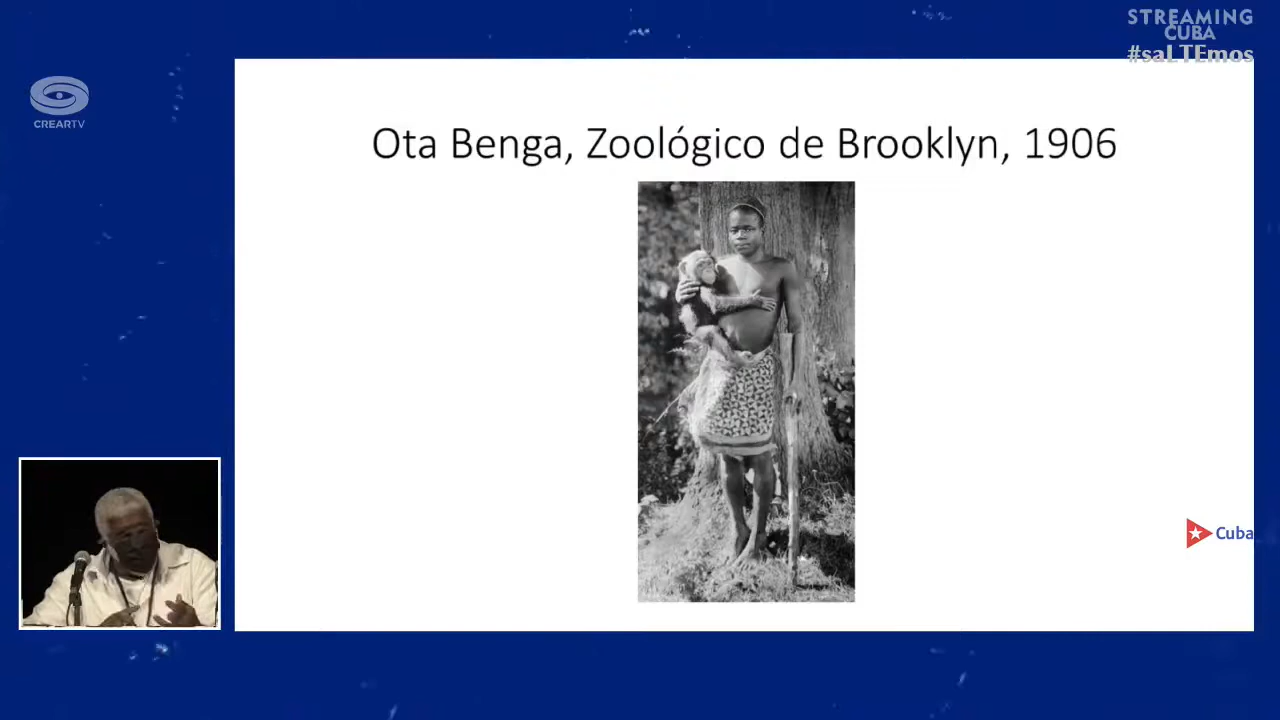 STREAMING
CUBA
#saLTEmos
CREARTV
Ota Benga, Zoológico de Brooklyn, 1906
Cuba